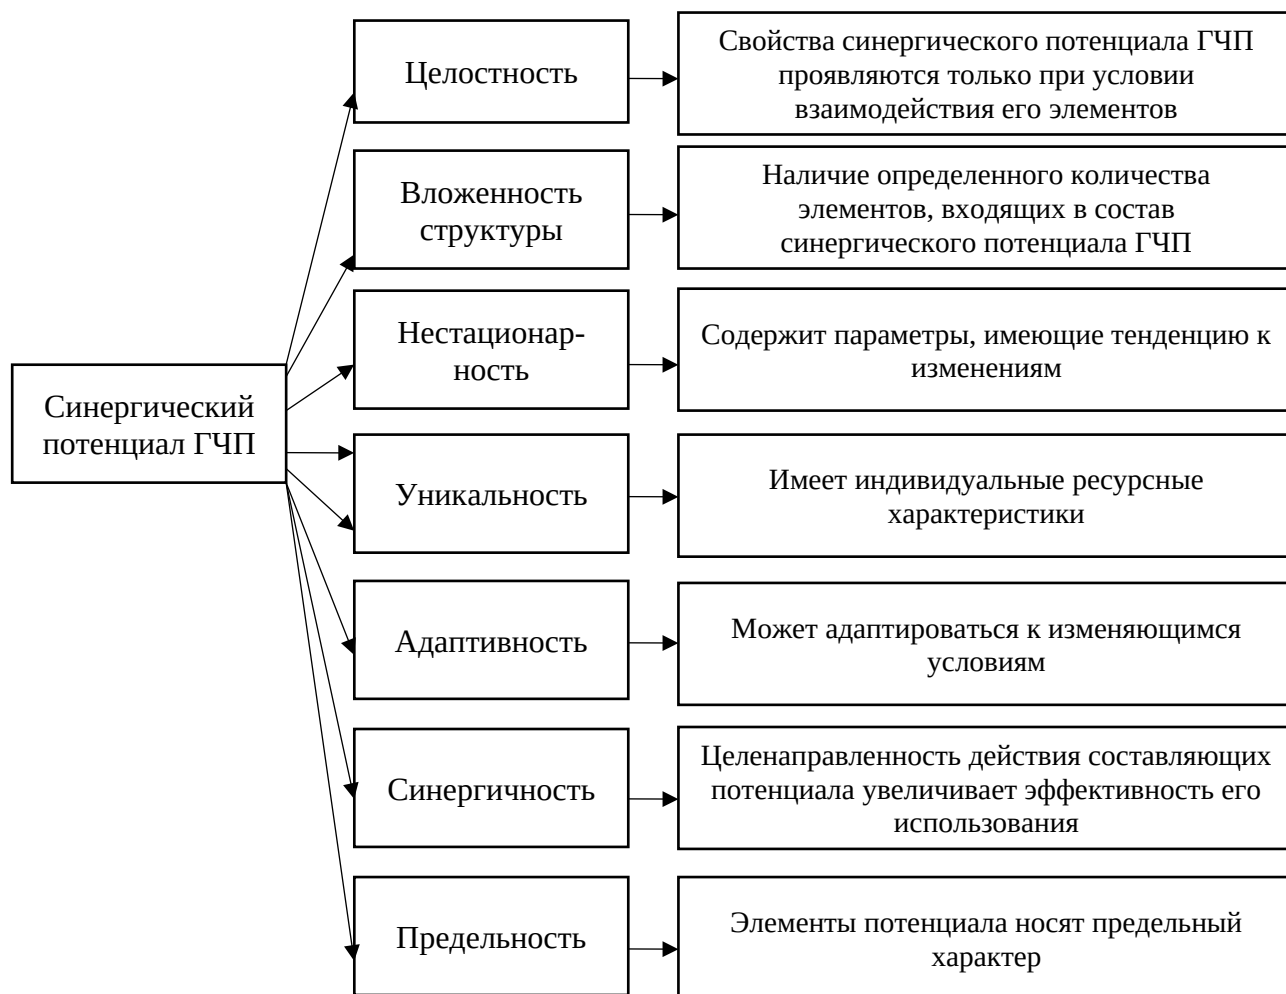 Синергический
потенциал ГЧП
Целостность
Свойства синергического потенциала ГЧП
проявляются только при условии
взаимодействия его элементов
Вложенность
структуры
Наличие определенного количества
элементов, входящих в состав
синергического потенциала ГЧП
Нестационар-
ность
Содержит параметры, имеющие тенденцию к
изменениям
Уникальность
Имеет индивидуальные ресурсные
характеристики
Адаптивность
Может адаптироваться к изменяющимся
условиям
Синергичность
Целенаправленность действия составляющих
потенциала увеличивает эффективность его
использования
Предельность
Элементы потенциала носят предельный
характер